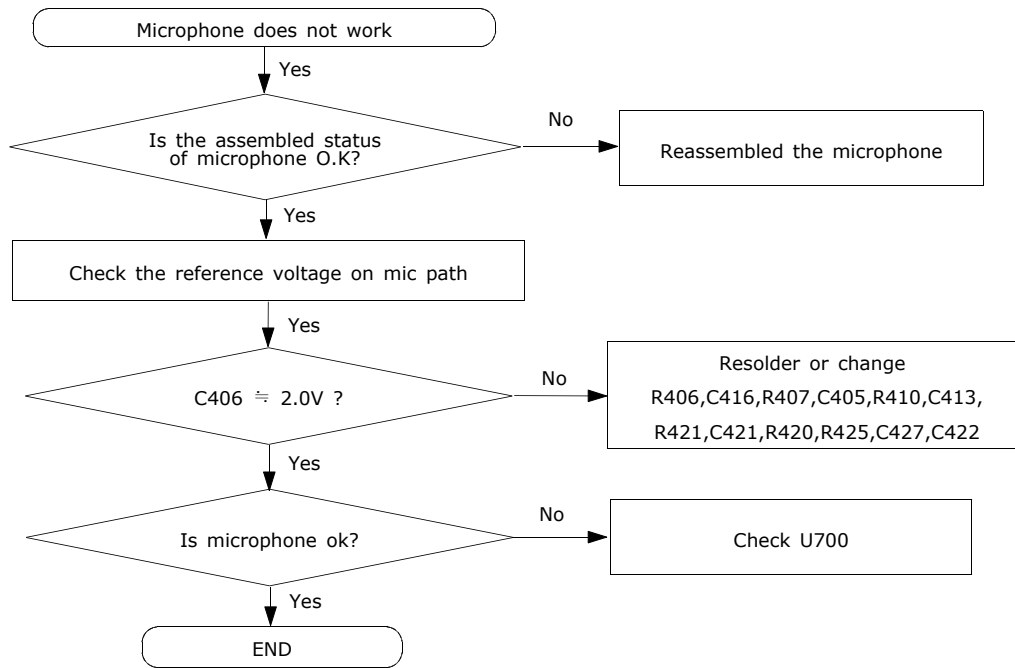 Microphone does not work
Yes
Is the assembled status
of microphone O.K?
No
Reassembled the microphone
Yes
Check the reference voltage on mic path
Yes
C406 ≒ 2.0V ?
No
Resolder or change
R406,C416,R407,C405,R410,C413,
R421,C421,R420,R425,C427,C422
Yes
Is microphone ok?
No
Check U700
Yes
END